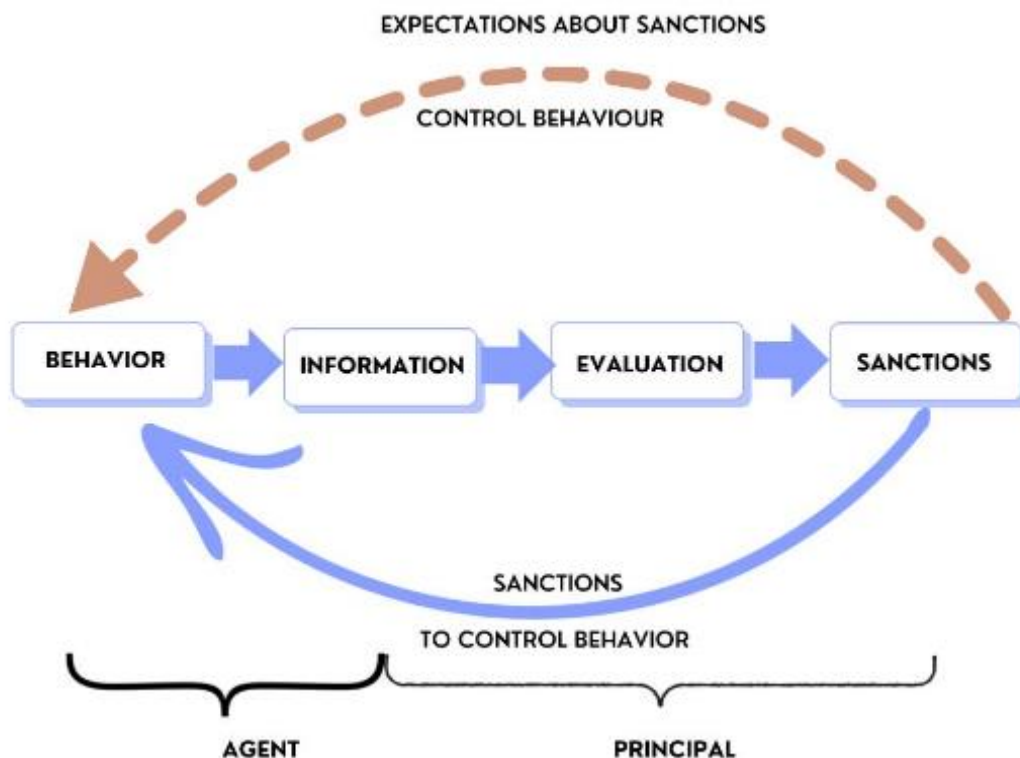 EXPECTATIONS ABOUT SANCTIONS
CONTROL BEHAVIOUR
BEHAVIOR
INFORMATION
EVALUATION
SANCTIONS
SANCTIONS
TO CONTROL BEHAVIOR
AGENT
PRINCIPAL